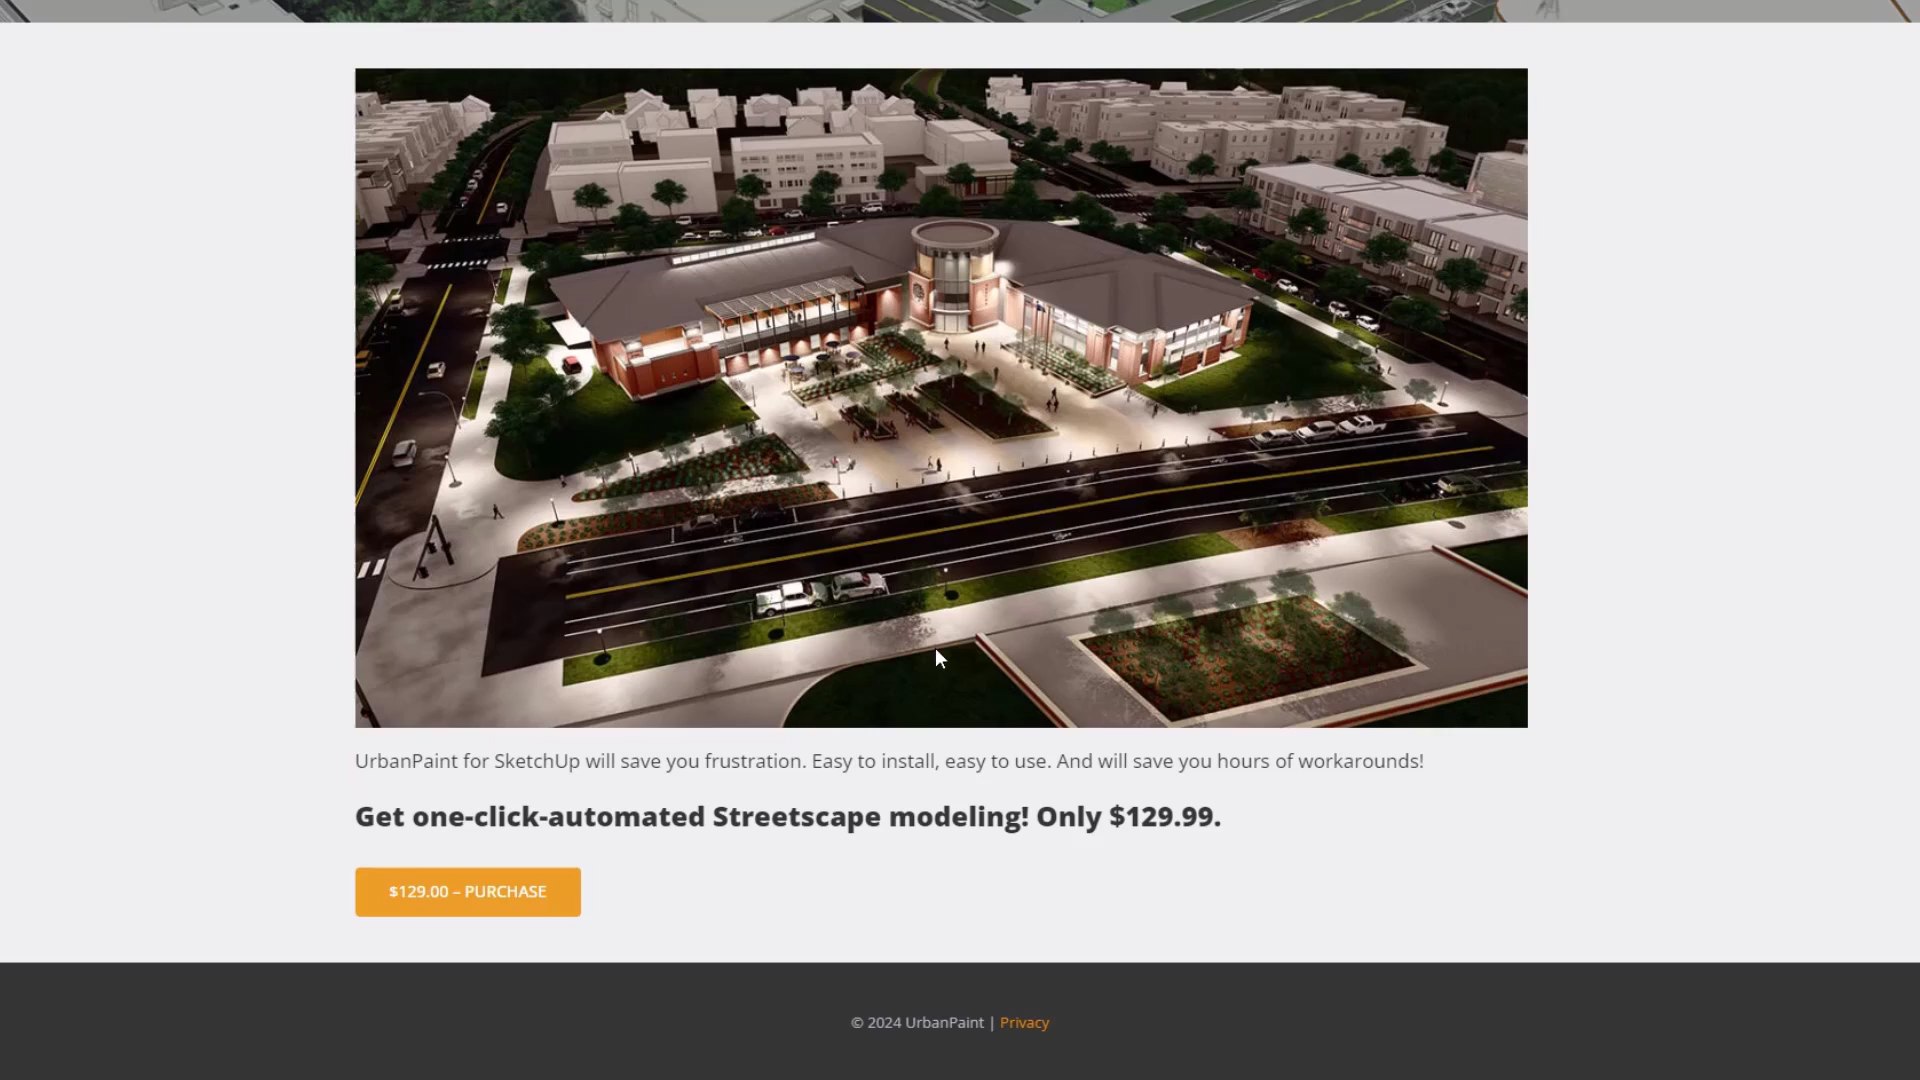 UrbanPaint for SketchUp will save you frustration. Easy to install, easy to use. And will save you hours of workarounds!
Get one-click-automated Streetscape modeling! Only $129.99.
$129.00 – PURCHASE
© 2024 UrbanPaint | Privacy